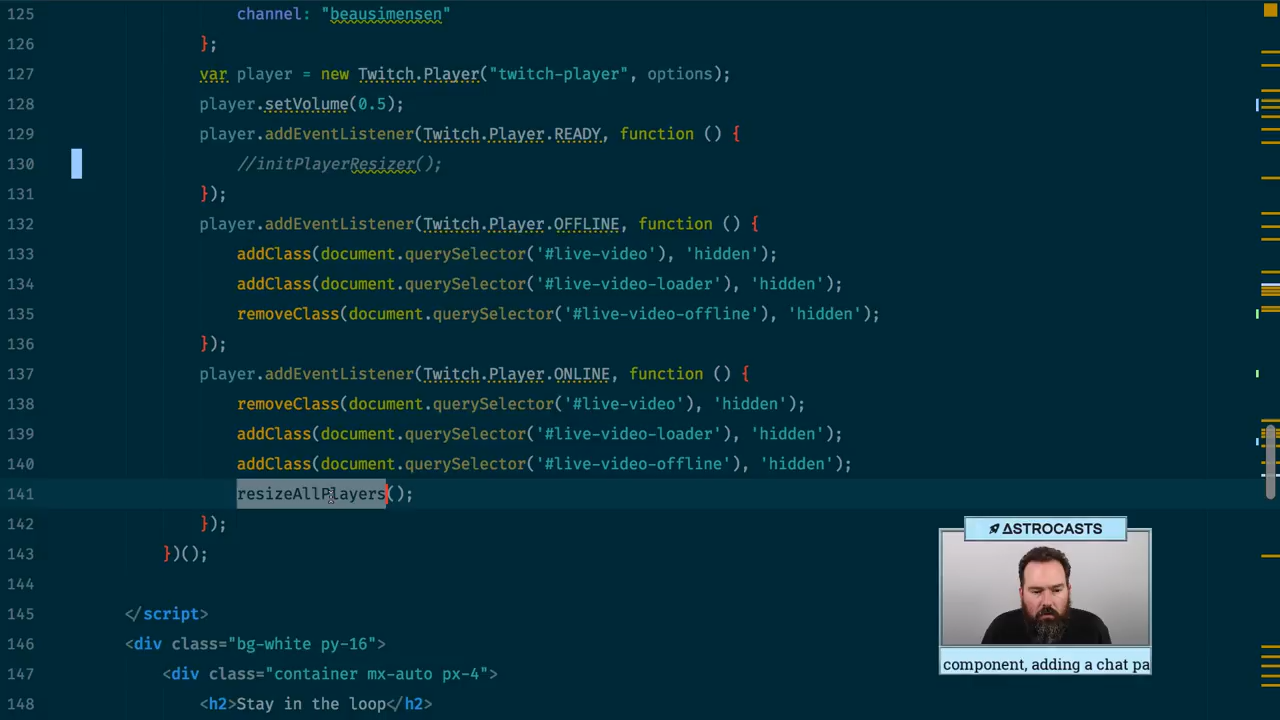 125 channel: "beausimensen"
126 };
127 var player = new Twitch.Player("twitch-player", options);
128 player.setVolume(0.5);
129 player.addEventListener(Twitch.Player.READY, function () {
130 //initPlayerResizer();
131 });
132 player.addEventListener(Twitch.Player.OFFLINE, function () {
133 addClass(document.querySelector('#live-video'), 'hidden');
134 addClass(document.querySelector('#live-video-loader'), 'hidden');
135 removeClass(document.querySelector('#live-video-offline'), 'hidden');
136 });
137 player.addEventListener(Twitch.Player.ONLINE, function () {
138 removeClass(document.querySelector('#live-video'), 'hidden');
139 addClass(document.querySelector('#live-video-loader'), 'hidden');
140 addClass(document.querySelector('#live-video-offline'), 'hidden');
141 resizeAllPlayers();
142 });
143 })();
144
145 </script>
146 <div class="bg-white py-16">
147 <div class="container mx-auto px-4">
148 <h2>Stay in the loop</h2>
ΔSTROCASTS
component, adding a chat pa